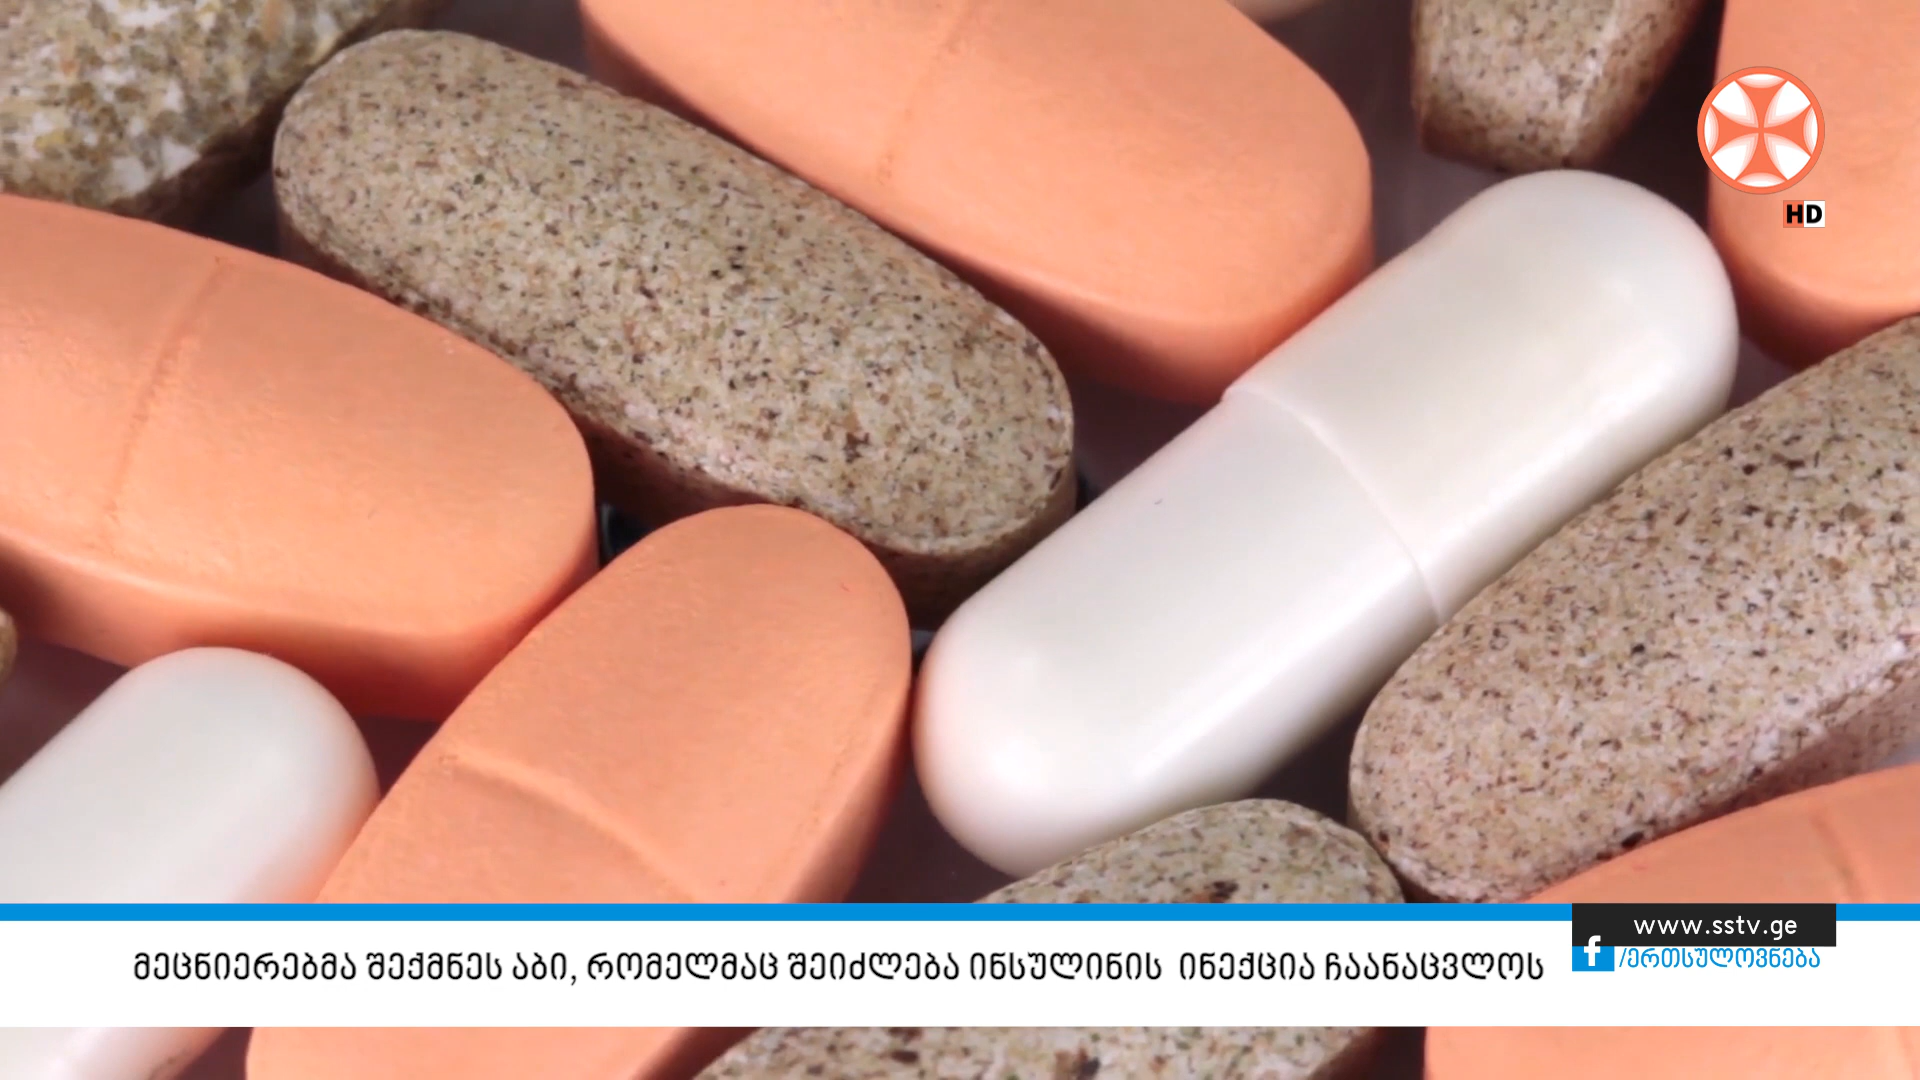 HD
www.sstv.ge
მეცნიერებმა შექმნეს აბი, რომელმაც შეიძლება ინსულინის ინექცია ჩაანაცვლოს
f /ერთსულოვნება